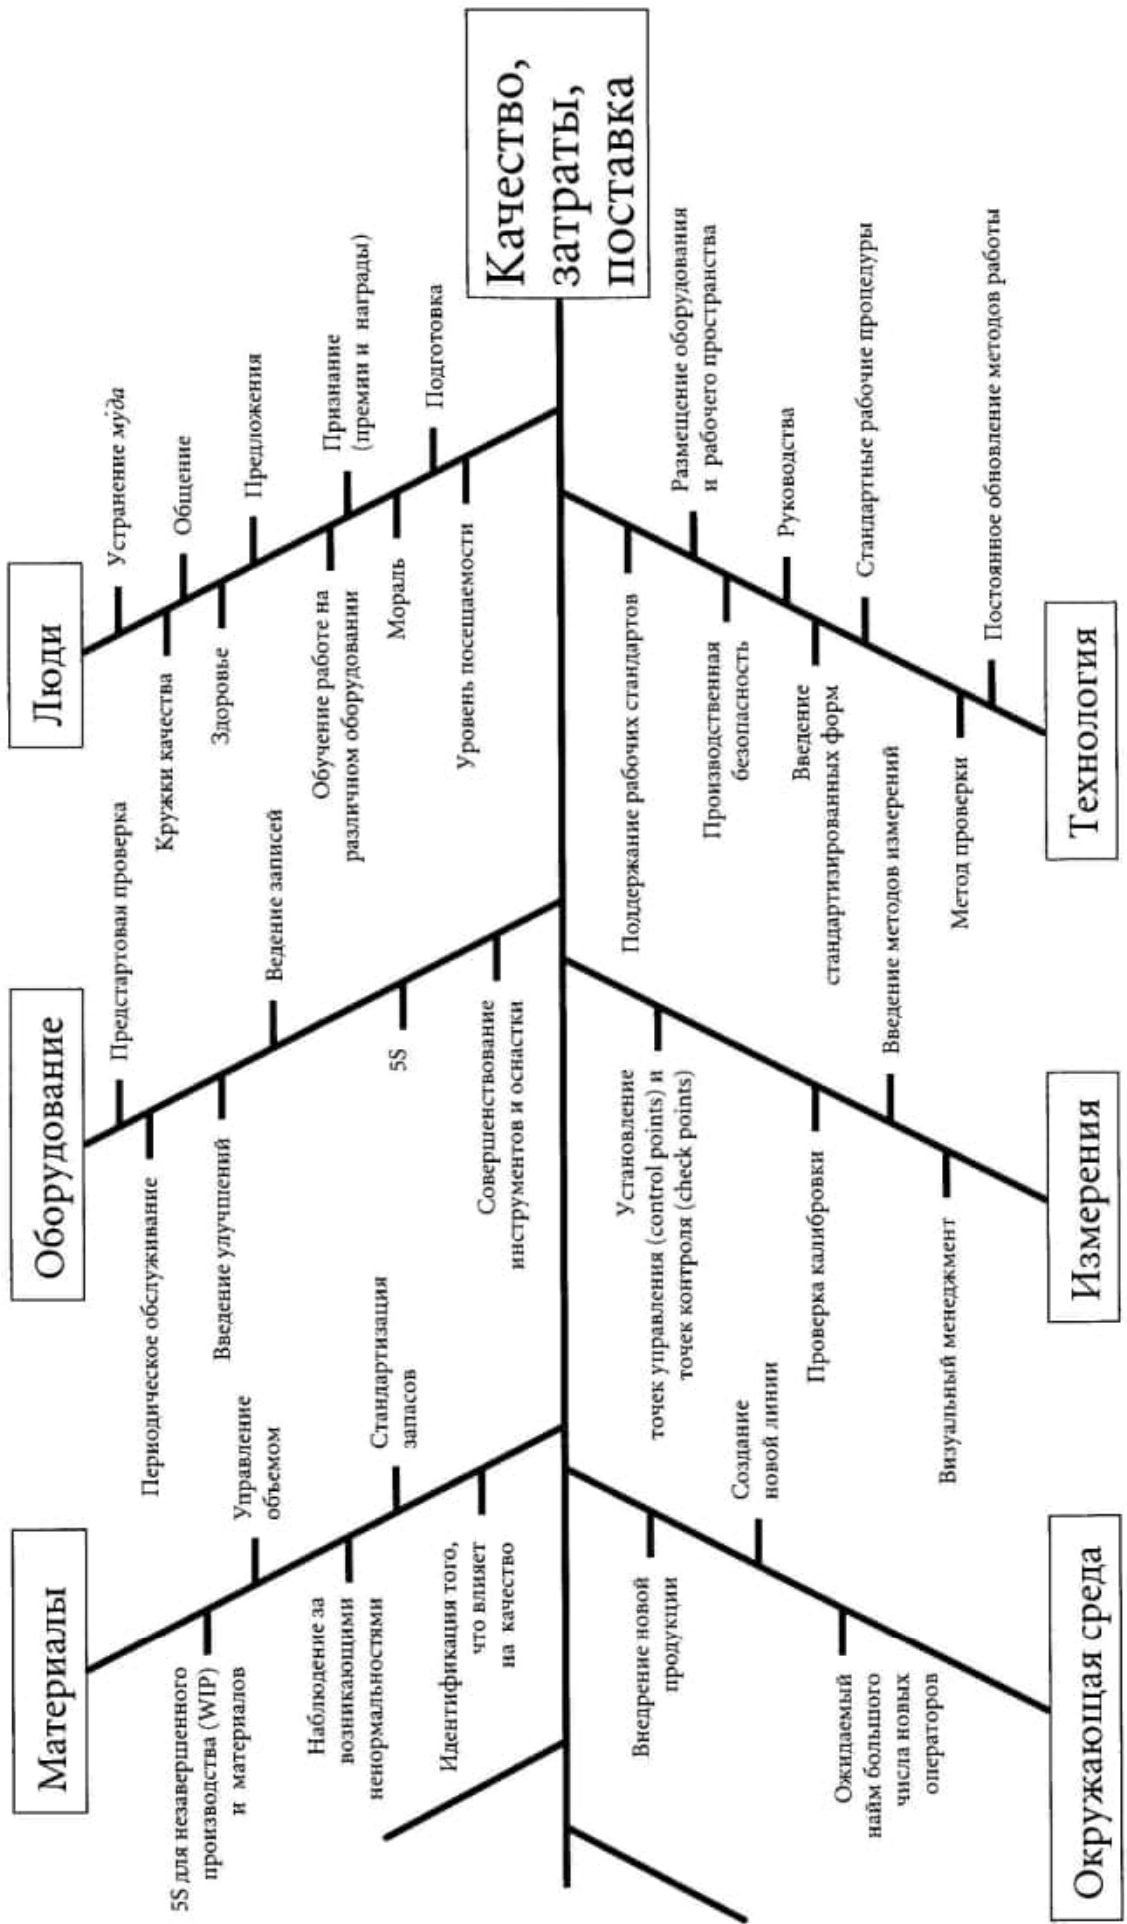 Материалы
5S для незавершенного
производства (WIP)
и материалов
Управление
объемом
Наблюдение за
возникающими
ненормальностями
Стандартизация
запасов
Идентификация того,
что влияет
на качество
Оборудование
Предстартовая проверка
Периодическое обслуживание
Введение улучшений
Ведение записей
5S
Совершенствование
инструментов и оснастки
Люди
Устранение му́да
Кружки качества
Общение
Здоровье
Предложения
Обучение работе на
различном оборудовании
Признание
(премии и награды)
Мораль
Подготовка
Уровень посещаемости
Качество,
затраты,
поставка
Внедрение новой
продукции
Создание
новой линии
Ожидаемый
найм большого
числа новых
операторов
Окружающая среда
Установление
точек управления (control points) и
точек контроля (check points)
Проверка калибровки
Введение методов измерений
Визуальный менеджмент
Измерения
Поддержание рабочих стандартов
Размещение оборудования
и рабочего пространства
Производственная
безопасность
Руководства
Введение
стандартизированных форм
Стандартные рабочие процедуры
Метод проверки
Постоянное обновление методов работы
Технология